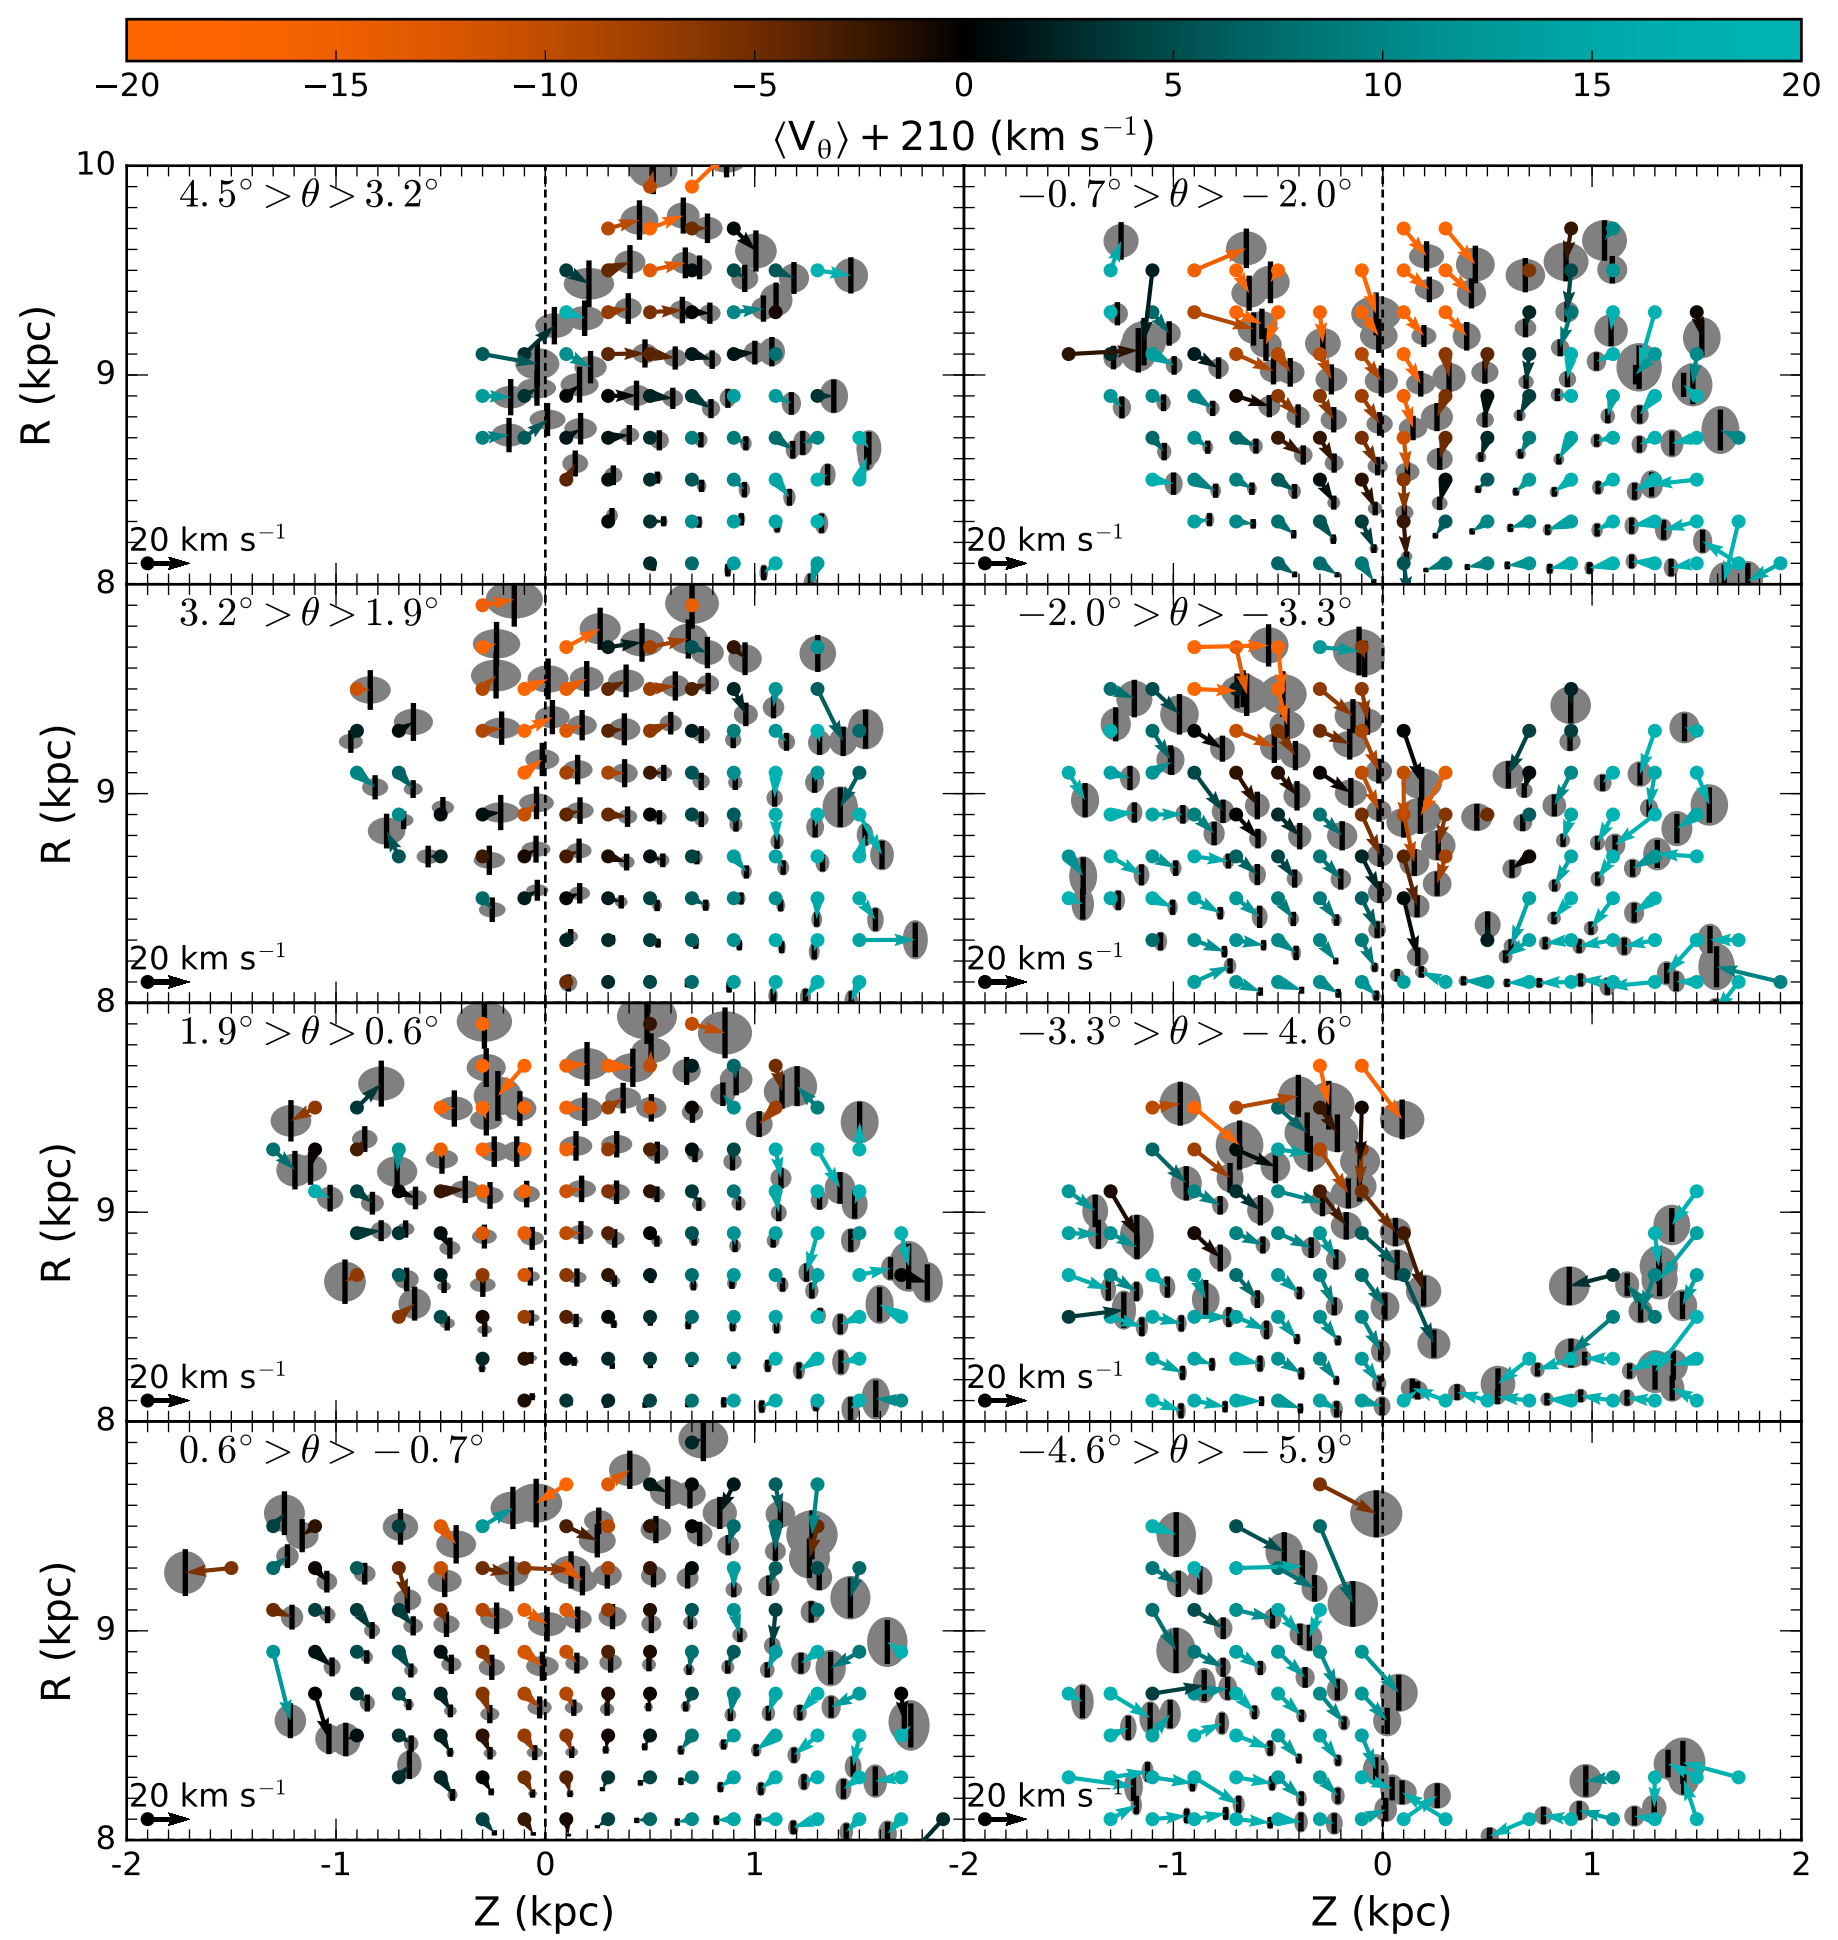 −20 −15 −10 −5 0 5 10 15 20
⟨V_θ⟩ + 210 (km s⁻¹)
10
4.5° > θ > 3.2°
−0.7° > θ > −2.0°
R (kpc)
9
20 km s⁻¹
20 km s⁻¹
8
3.2° > θ > 1.9°
−2.0° > θ > −3.3°
R (kpc)
9
20 km s⁻¹
20 km s⁻¹
8
1.9° > θ > 0.6°
−3.3° > θ > −4.6°
R (kpc)
9
20 km s⁻¹
20 km s⁻¹
8
0.6° > θ > −0.7°
−4.6° > θ > −5.9°
R (kpc)
9
20 km s⁻¹
20 km s⁻¹
8
-2 -1 0 1 -2 -1 0 1 2
Z (kpc) Z (kpc)